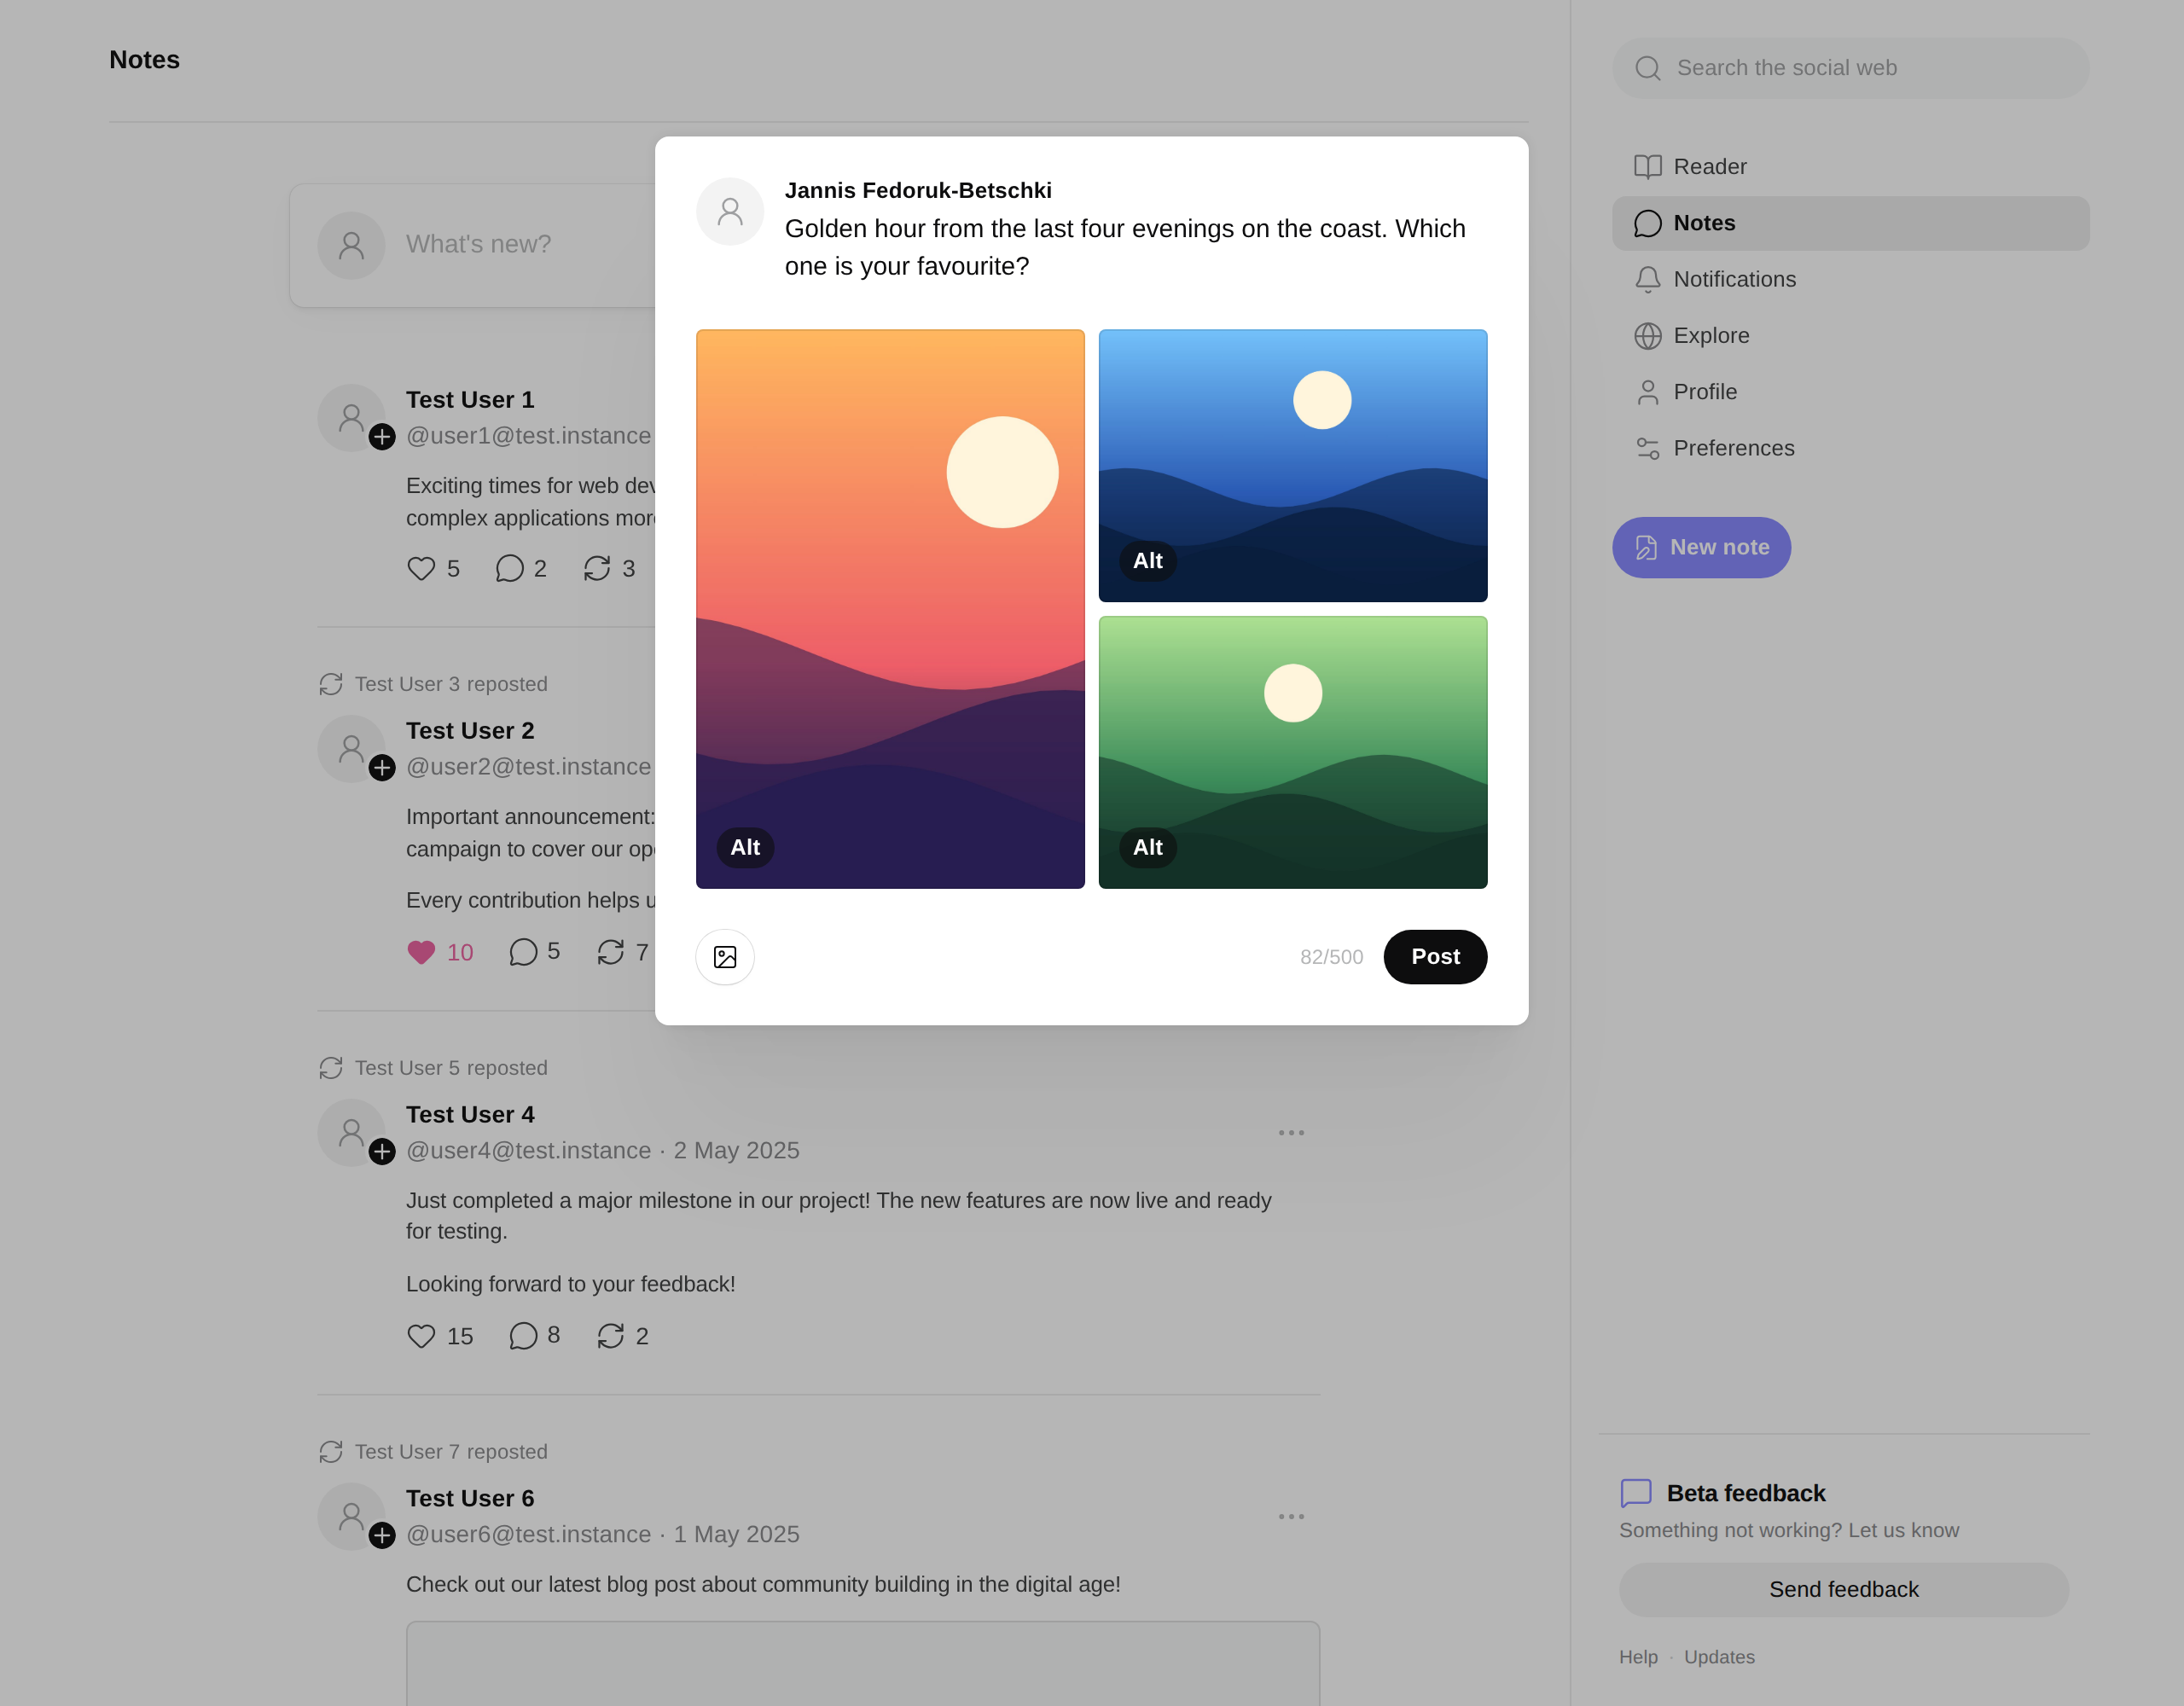 Notes
What's new?
Test User 1
@user1@test.instance
Exciting times for web dev
complex applications more
5 2 3
Test User 3 reposted
Test User 2
@user2@test.instance
Important announcement:
campaign to cover our
Every contribution helps
10 5 7
Test User 5 reposted
Test User 4
@user4@test.instance · 2 May 2025
Just completed a major milestone in our project! The new features are now live and ready
for testing.
Looking forward to your feedback!
15 8 2
Test User 7 reposted
Test User 6
@user6@test.instance · 1 May 2025
Check out our latest blog post about community building in the digital age!
Jannis Fedoruk-Betschki
Golden hour from the last four evenings on the coast. Which
one is your favourite?
Alt
Alt
Alt
82/500
Post
Search the social web
Reader
Notes
Notifications
Explore
Profile
Preferences
New note
Beta feedback
Something not working? Let us know
Send feedback
Help · Updates